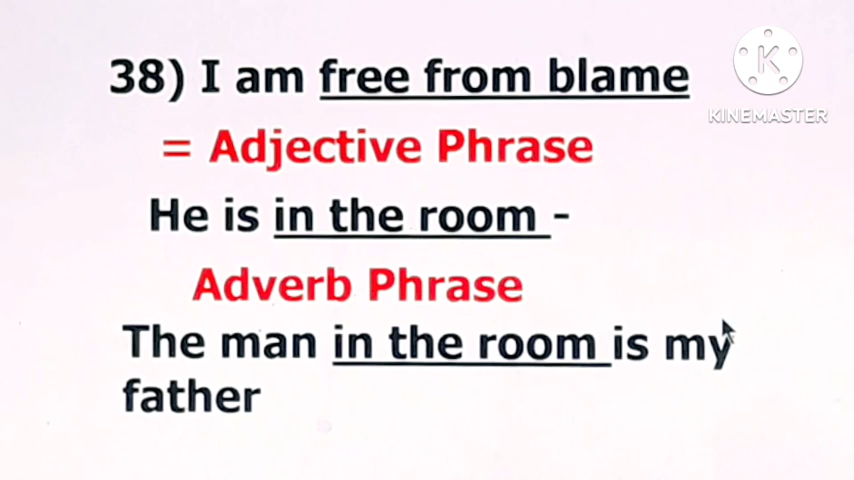 38) I am free from blame
KINEMASTER
= Adjective Phrase
He is in the room -
Adverb Phrase
The man in the room is my
father